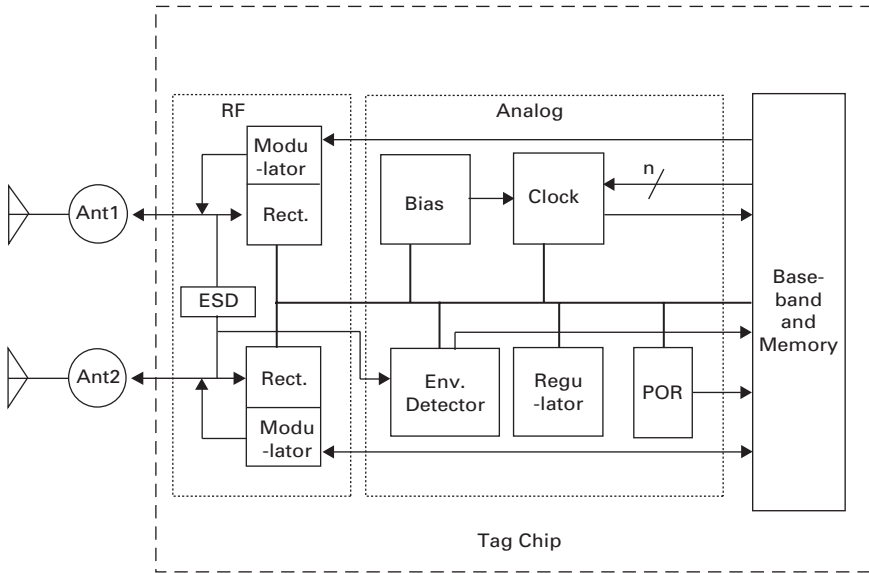 RF
Analog
Modu
-lator
Rect.
Ant1
Bias
Clock
n
ESD
Base-
band
and
Memory
Ant2
Rect.
Modu
-lator
Env.
Detector
Regu
-lator
POR
Tag Chip